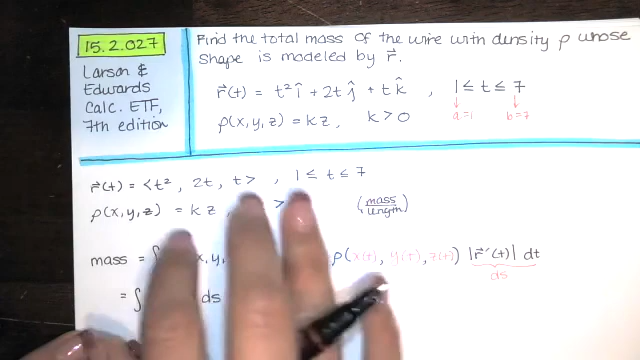 15.2.027
Larson &
Edwards
Calc. ETF,
7th edition
Find the total mass of the wire with density ρ whose
shape is modeled by r⃗.
r⃗(t) = t² î + 2t ĵ + t k̂ , 1 ≤ t ≤ 7
a=1 b=7
ρ(x,y,z) = kz, k>0
r⃗(t) = <t², 2t, t> , 1 ≤ t ≤ 7
ρ(x,y,z) = kz, > (mass/length)
mass = ∫ x,y, ρ(x(t), y(t), z(t)) |r⃗'(t)| dt
ds
= ∫ ds